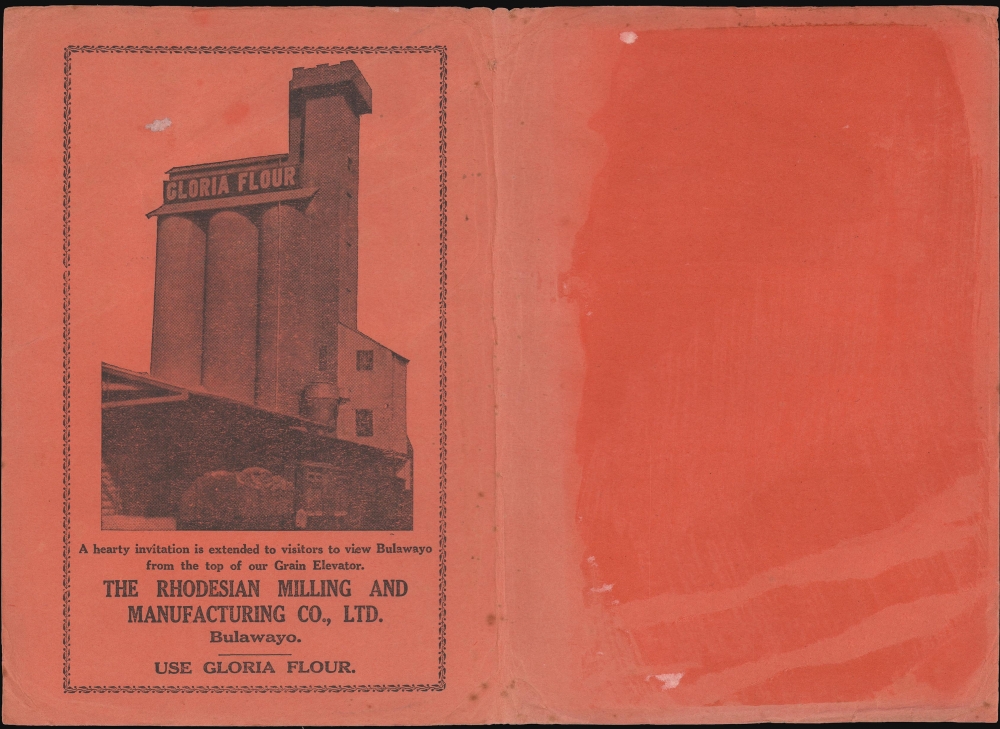 GLORIA FLOUR
A hearty invitation is extended to visitors to view Bulawayo
from the top of our Grain Elevator.
THE RHODESIAN MILLING AND
MANUFACTURING CO., LTD.
Bulawayo.
USE GLORIA FLOUR.